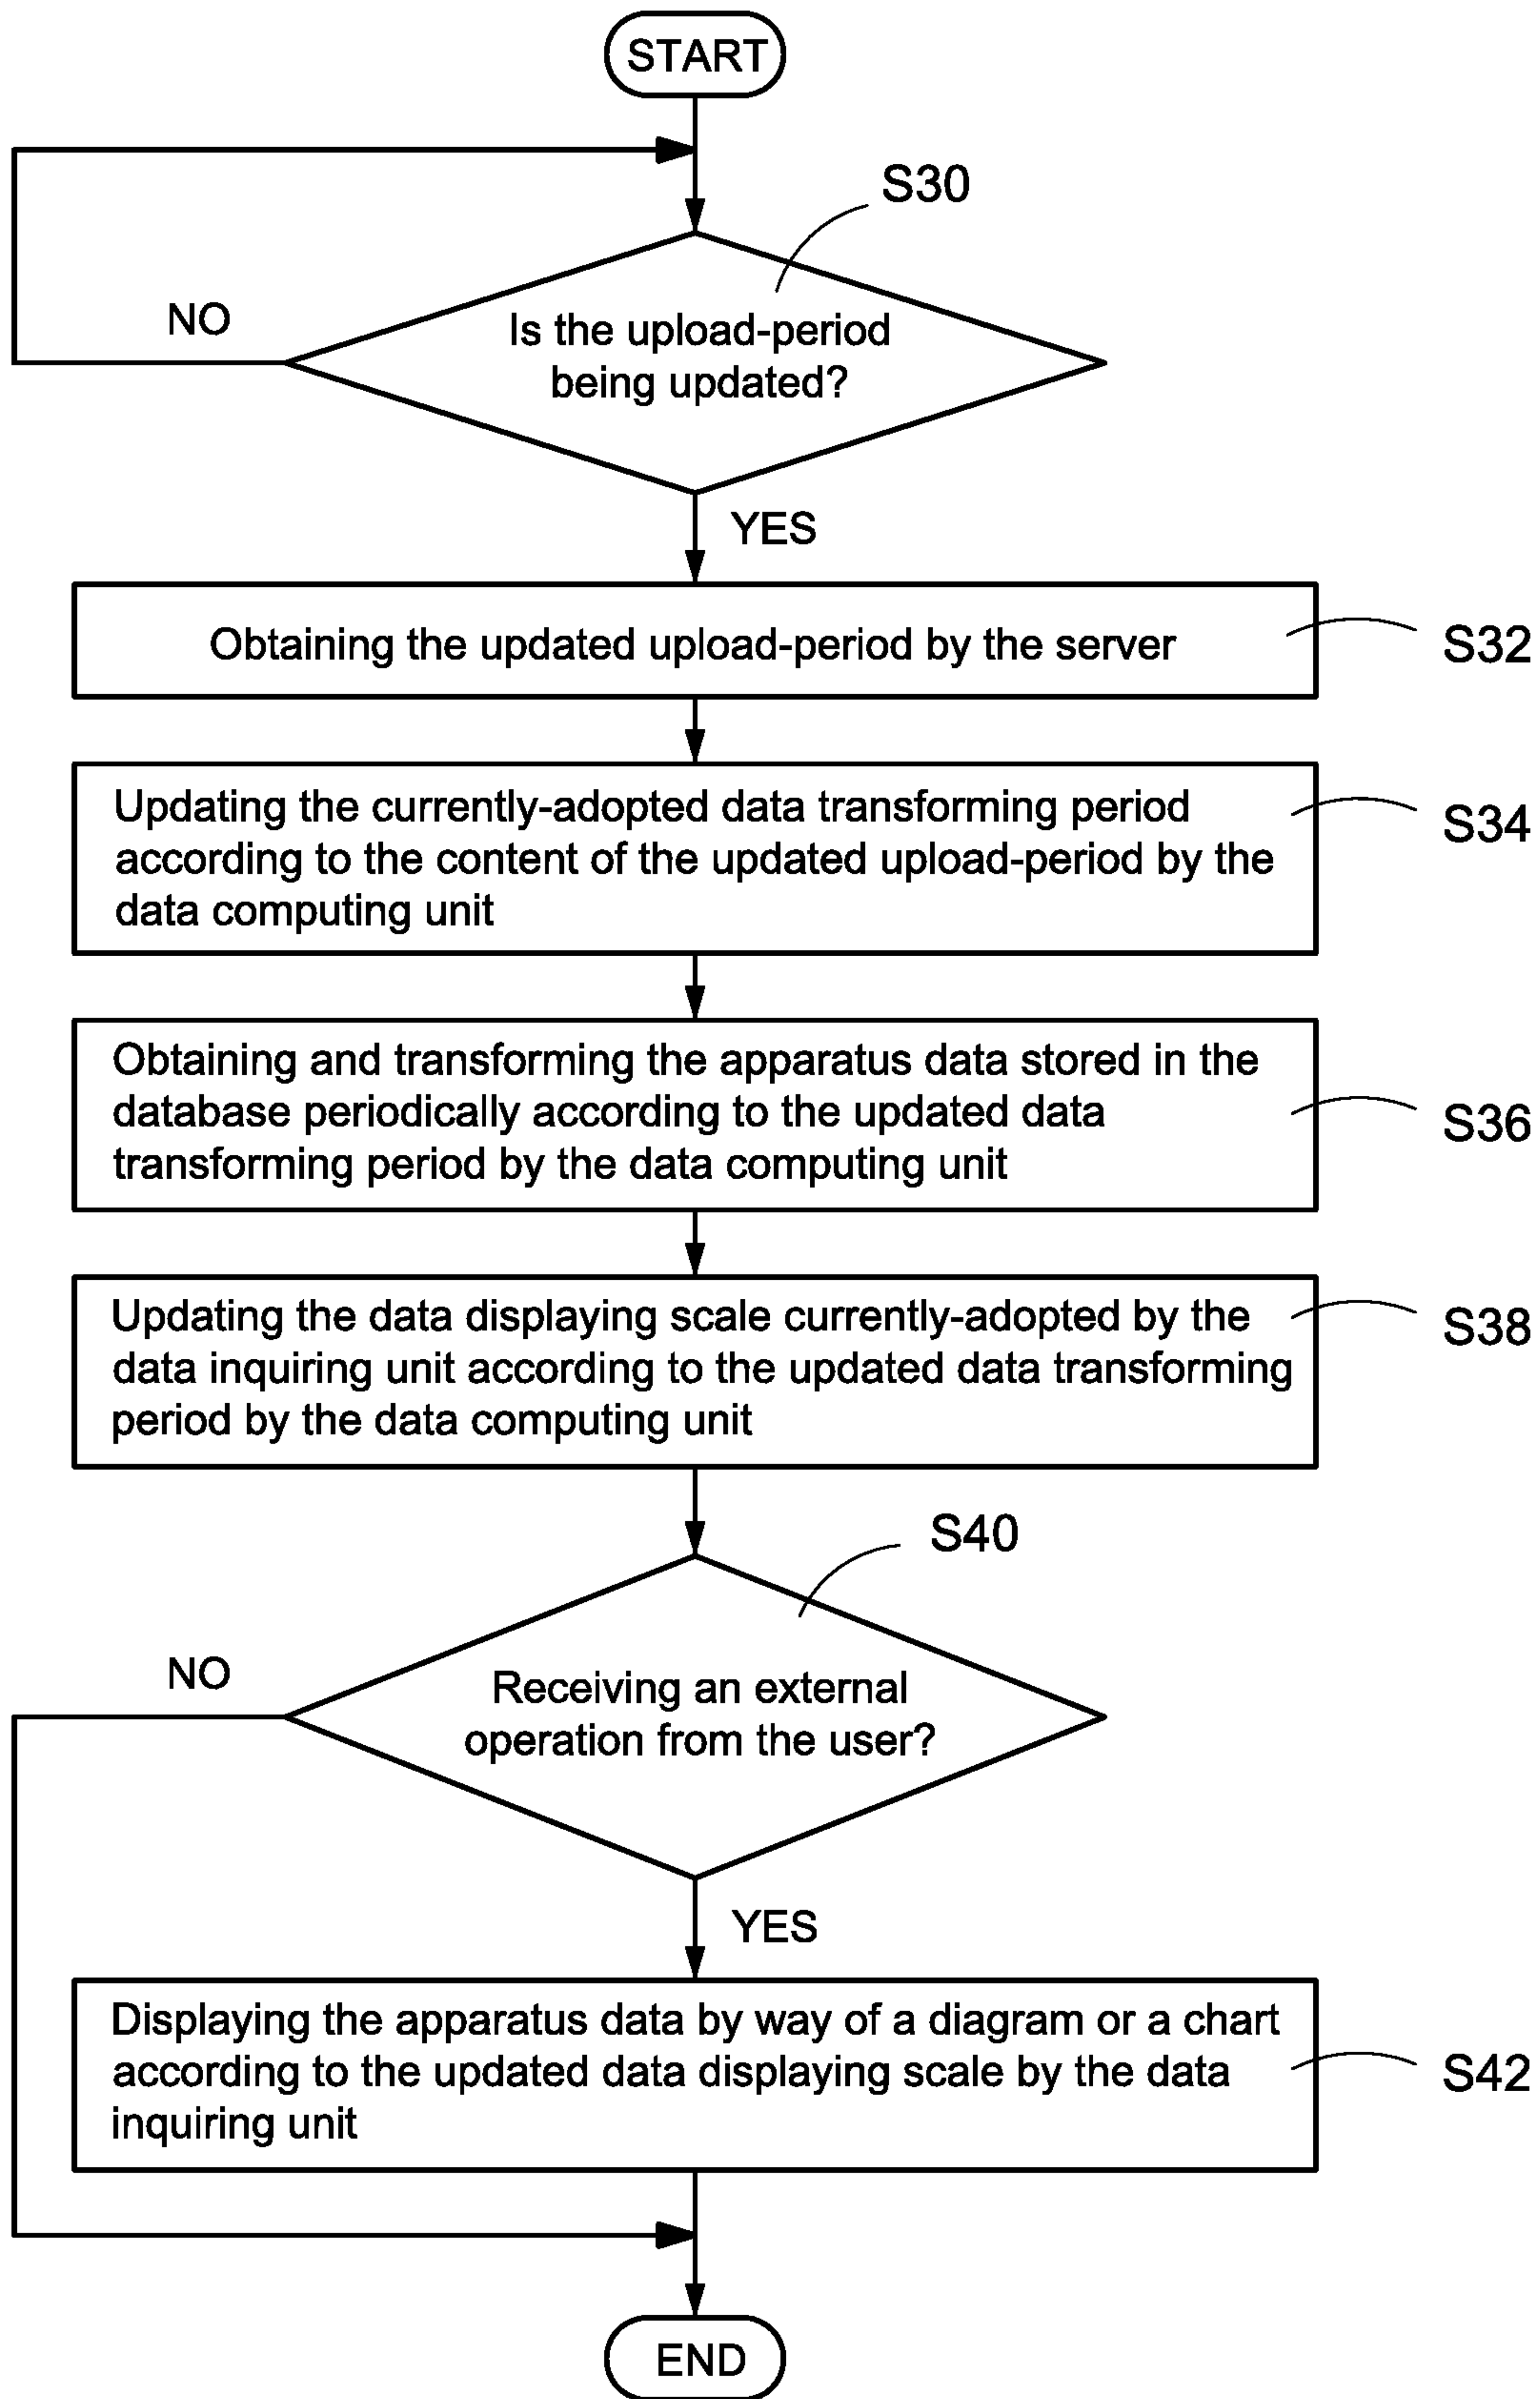 START
S30
NO
Is the upload-period
being updated?
YES
Obtaining the updated upload-period by the server
S32
Updating the currently-adopted data transforming period
according to the content of the updated upload-period by the
data computing unit
S34
Obtaining and transforming the apparatus data stored in the
database periodically according to the updated data
transforming period by the data computing unit
S36
Updating the data displaying scale currently-adopted by the
data inquiring unit according to the updated data transforming
period by the data computing unit
S38
S40
NO
Receiving an external
operation from the user?
YES
Displaying the apparatus data by way of a diagram or a chart
according to the updated data displaying scale by the data
inquiring unit
S42
END